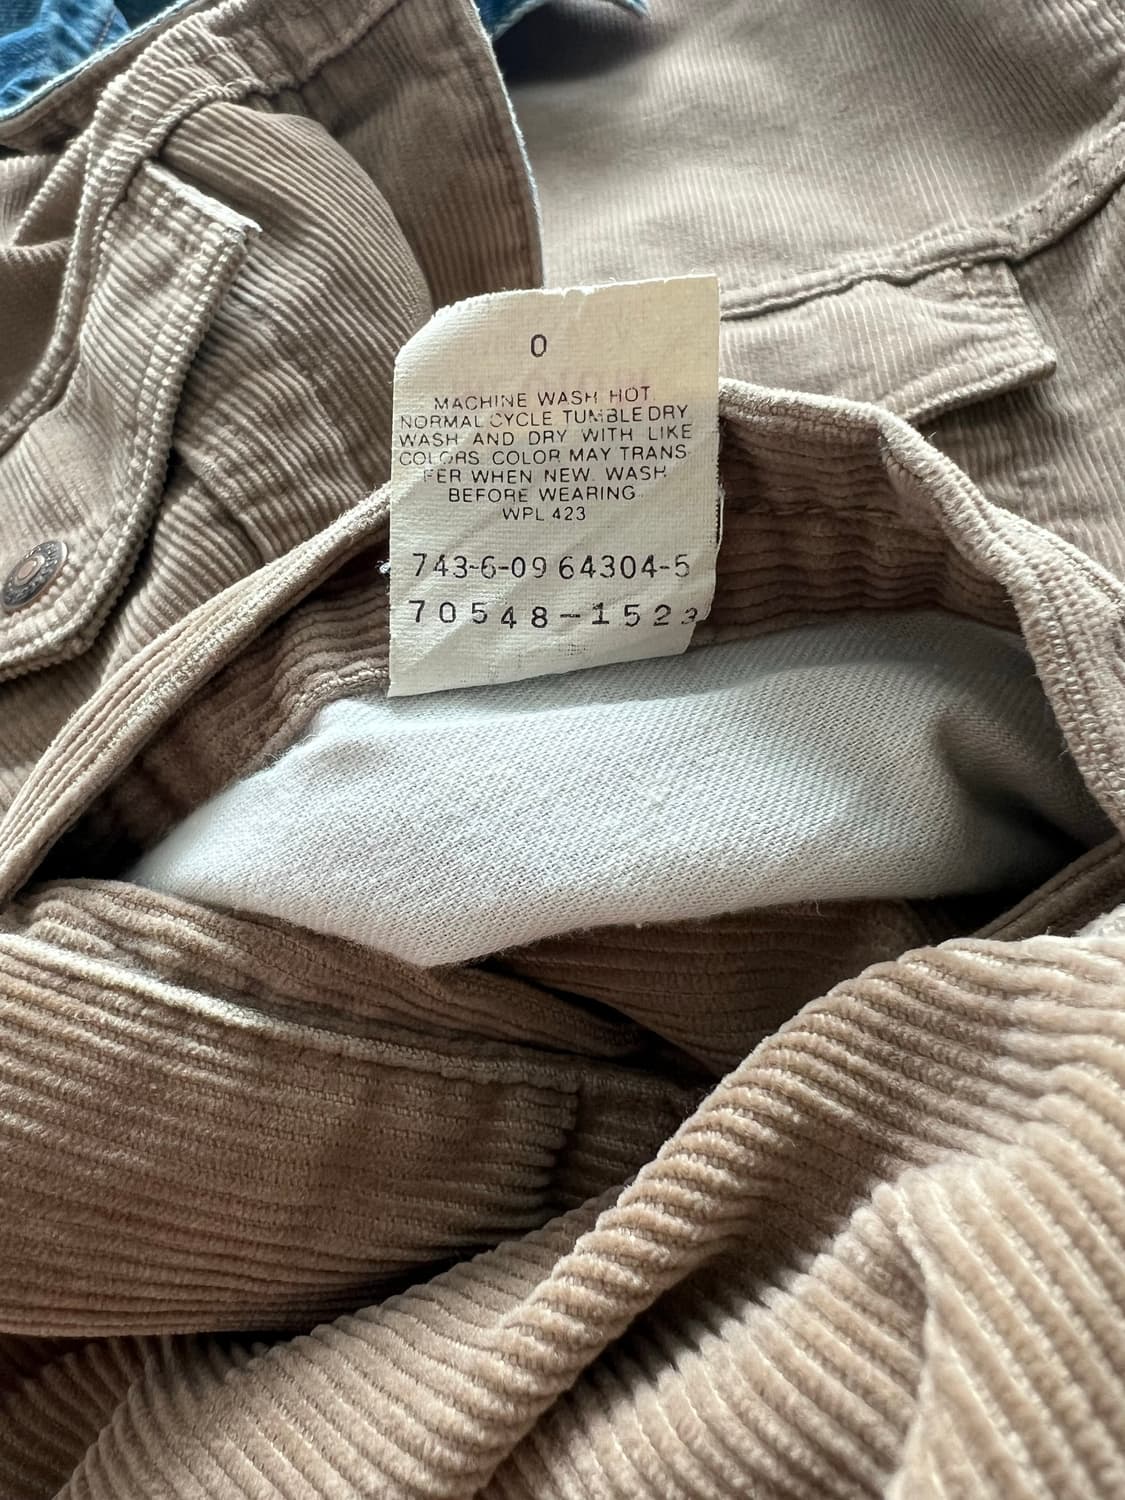 0
MACHINE WASH HOT
NORMAL CYCLE TUMBLE DRY
WASH AND DRY WITH LIKE
COLORS. COLOR MAY TRANS
FER WHEN NEW. WASH
BEFORE WEARING
WPL 423
743-6-09 64304-5
70548-1523